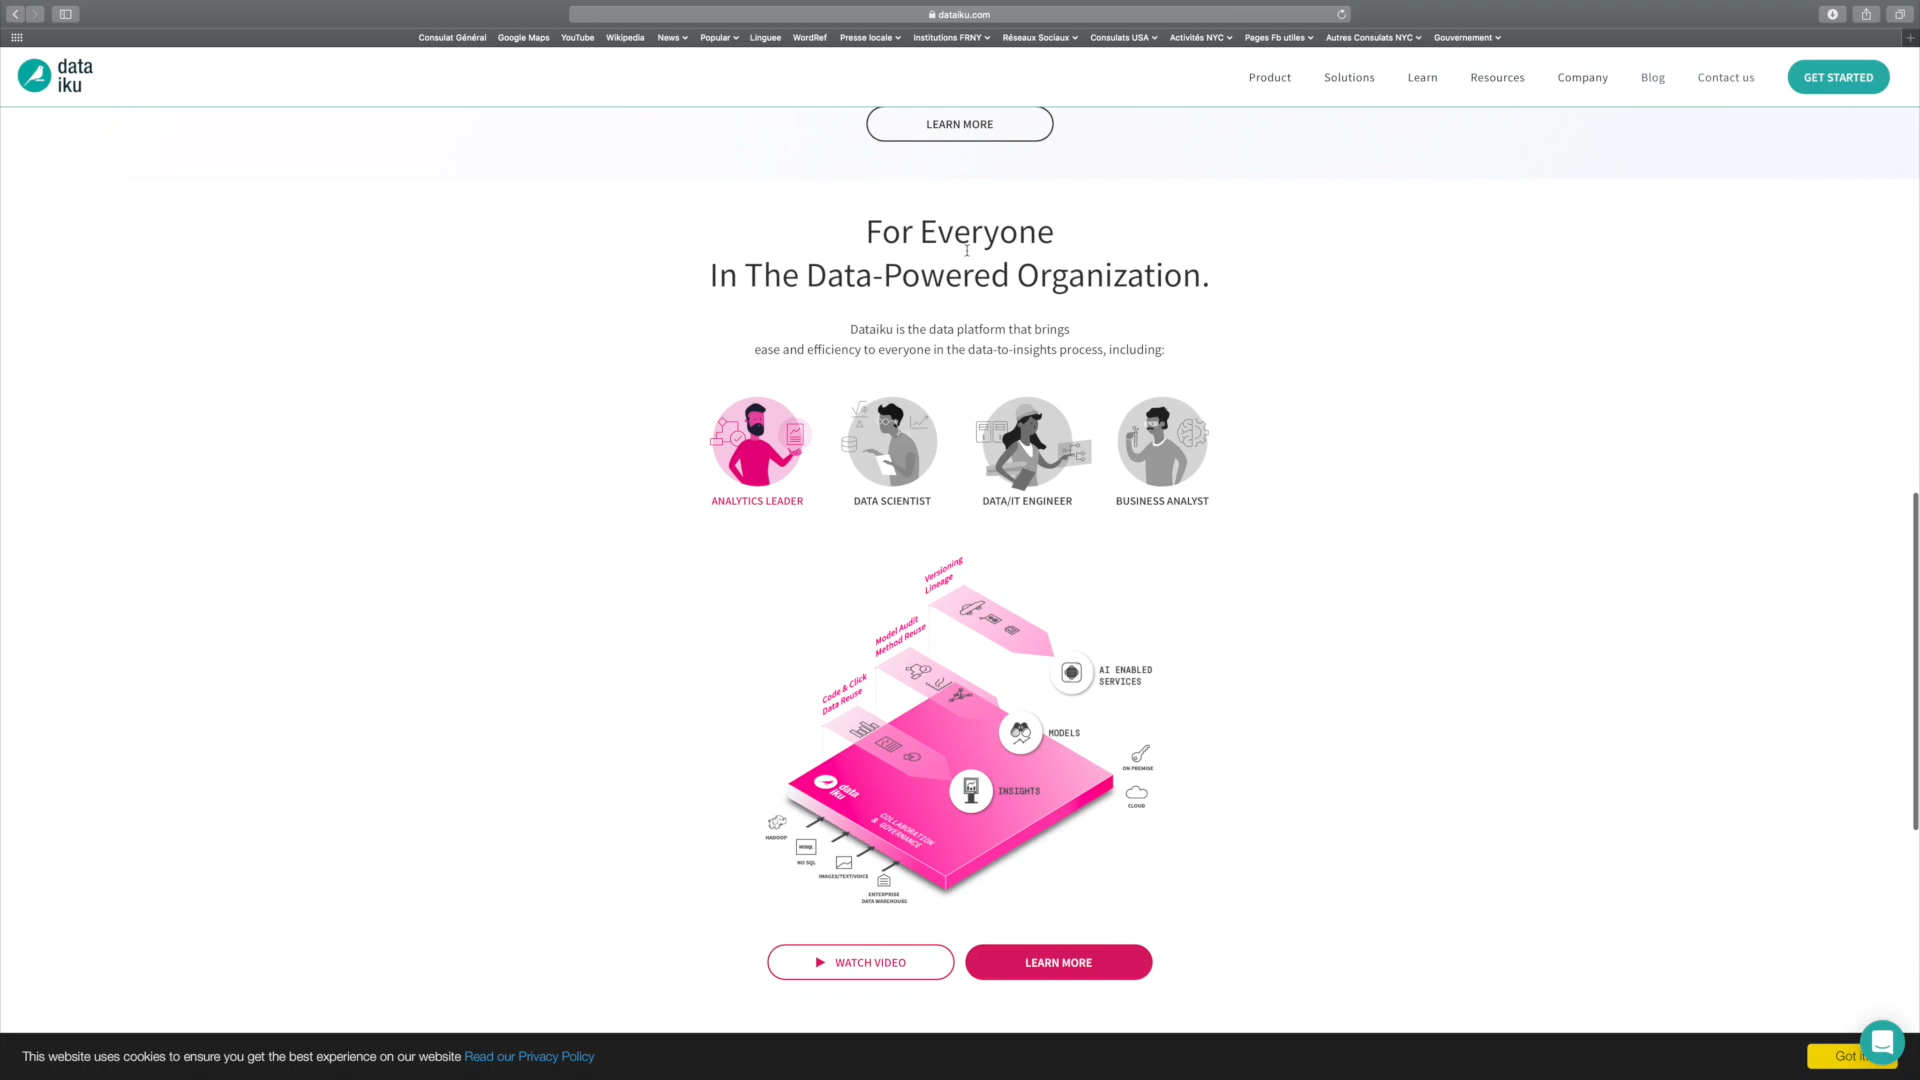 dataiku.com
Consulat Général Google Maps YouTube Wikipedia News Popular Linguee WordRef Presse locale Institutions FRNY Réseaux Sociaux Consulats USA Activités NYC Pages Fb utiles Autres Consulats NYC Gouvernement
data
iku
Product Solutions Learn Resources Company Blog Contact us GET STARTED
LEARN MORE
For Everyone
In The Data-Powered Organization.
Dataiku is the data platform that brings
ease and efficiency to everyone in the data-to-insights process, including:
ANALYTICS LEADER DATA SCIENTIST DATA/IT ENGINEER BUSINESS ANALYST
Versioning
Lineage
Model Audit
Method Reuse
AI ENABLED
SERVICES
Code & Click
Data Reuse
MODELS
ON PREMISE
INSIGHTS
CLOUD
data
iku
COLLABORATION
& GOVERNANCE
HADOOP
NOSQL
NO SQL
IMAGES/TEXT/VOICE
ENTERPRISE
DATA WAREHOUSE
WATCH VIDEO LEARN MORE
This website uses cookies to ensure you get the best experience on our website Read our Privacy Policy
Got it